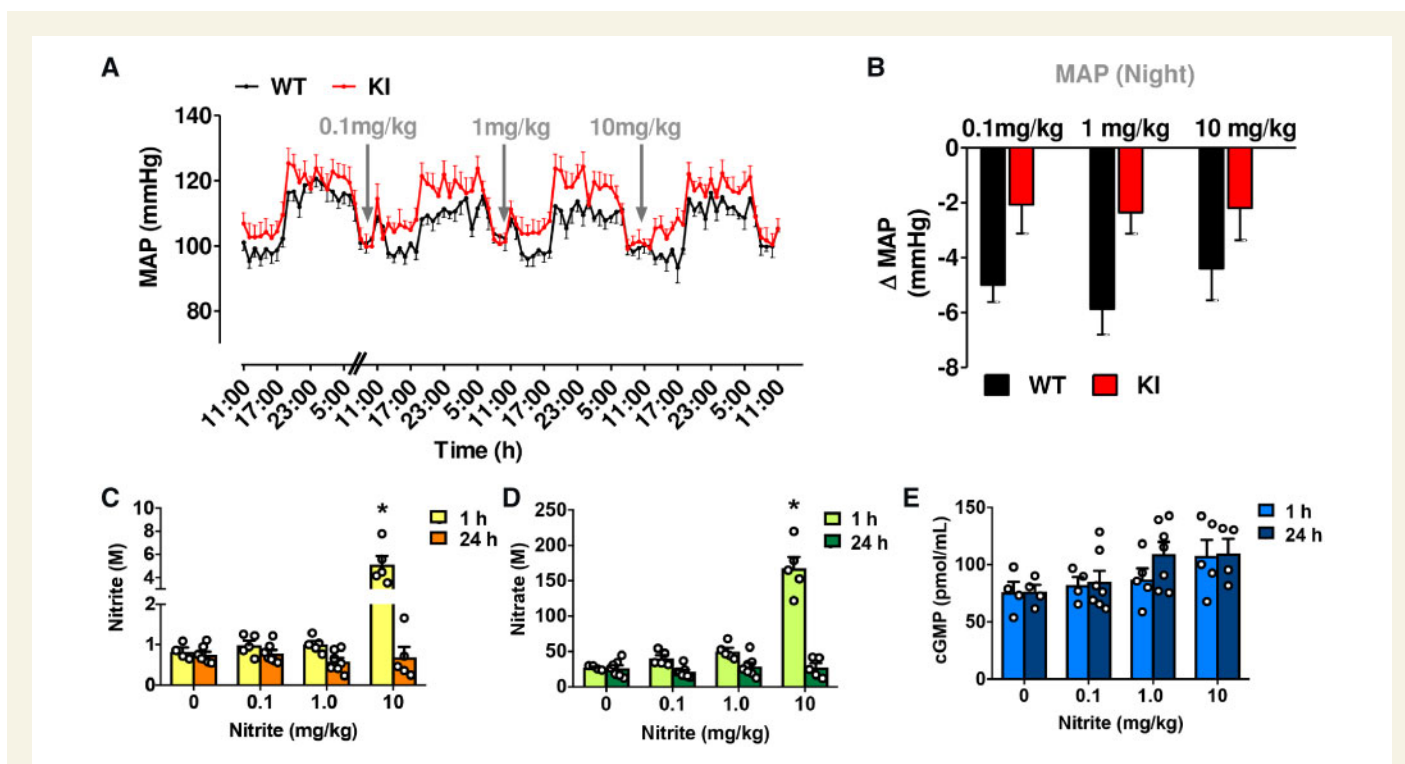 A
WT KI
MAP (mmHg)
140
120
100
80
0.1mg/kg 1mg/kg 10mg/kg
11:00 17:00 23:00 5:00 11:00 17:00 23:00 5:00 11:00 17:00 23:00 5:00 11:00 17:00 23:00 5:00 11:00
Time (h)
B
MAP (Night)
0.1mg/kg 1 mg/kg 10 mg/kg
Δ MAP
(mmHg)
0
-2
-4
-6
-8
WT KI
C
Nitrite (M)
10
8
6
4
2
1
0
*
1 h
24 h
0 0.1 1.0 10
Nitrite (mg/kg)
D
Nitrate (M)
250
200
150
100
50
0
*
1 h
24 h
0 0.1 1.0 10
Nitrite (mg/kg)
E
cGMP (pmol/mL)
150
100
50
0
1 h
24 h
0 0.1 1.0 10
Nitrite (mg/kg)